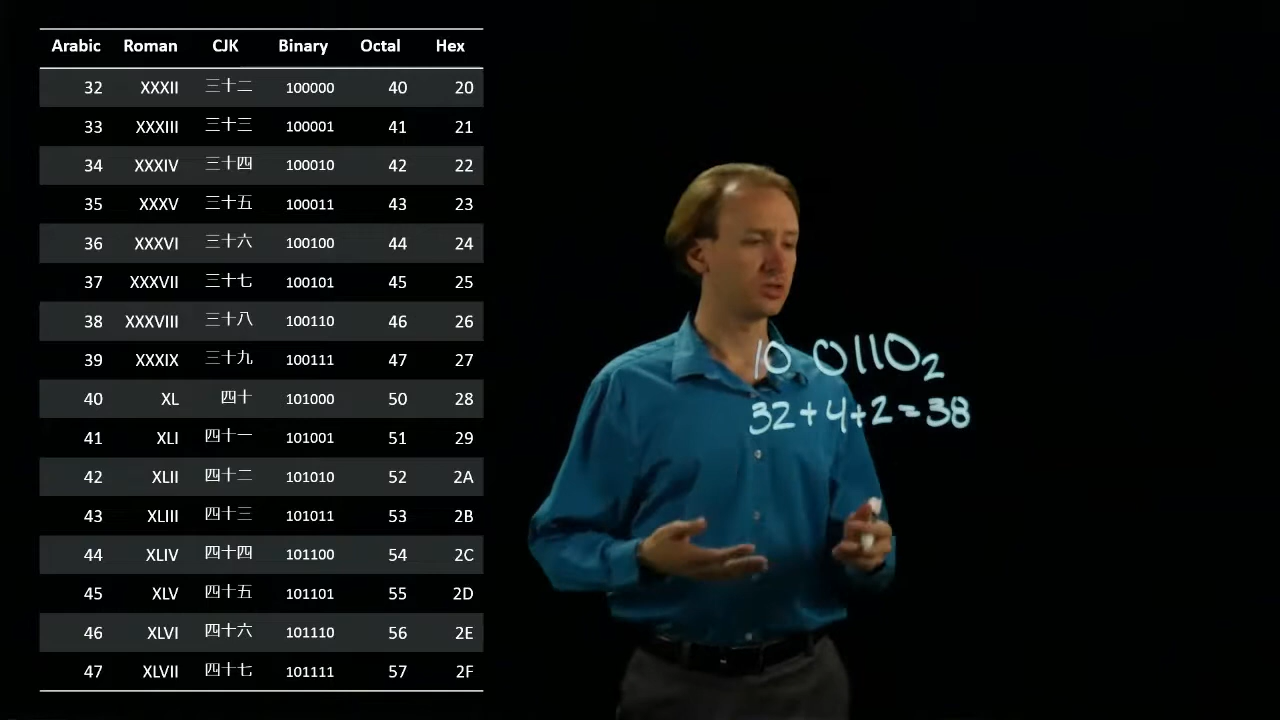 Arabic Roman CJK Binary Octal Hex
32 XXXII 三十二 100000 40 20
33 XXXIII 三十三 100001 41 21
34 XXXIV 三十四 100010 42 22
35 XXXV 三十五 100011 43 23
36 XXXVI 三十六 100100 44 24
37 XXXVII 三十七 100101 45 25
38 XXXVIII 三十八 100110 46 26
39 XXXIX 三十九 100111 47 27
40 XL 四十 101000 50 28
41 XLI 四十一 101001 51 29
42 XLII 四十二 101010 52 2A
43 XLIII 四十三 101011 53 2B
44 XLIV 四十四 101100 54 2C
45 XLV 四十五 101101 55 2D
46 XLVI 四十六 101110 56 2E
47 XLVII 四十七 101111 57 2F
10 0110₂
32+4+2=38